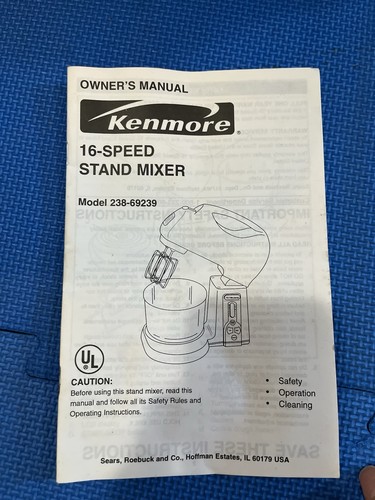 OWNER'S MANUAL
Kenmore®
16-SPEED
STAND MIXER
Model 238-69239
UL
CAUTION:
Before using this stand mixer, read this
manual and follow all its Safety Rules and
Operating Instructions.
• Safety
• Operation
• Cleaning
Sears, Roebuck and Co., Hoffman Estates, IL 60179 USA